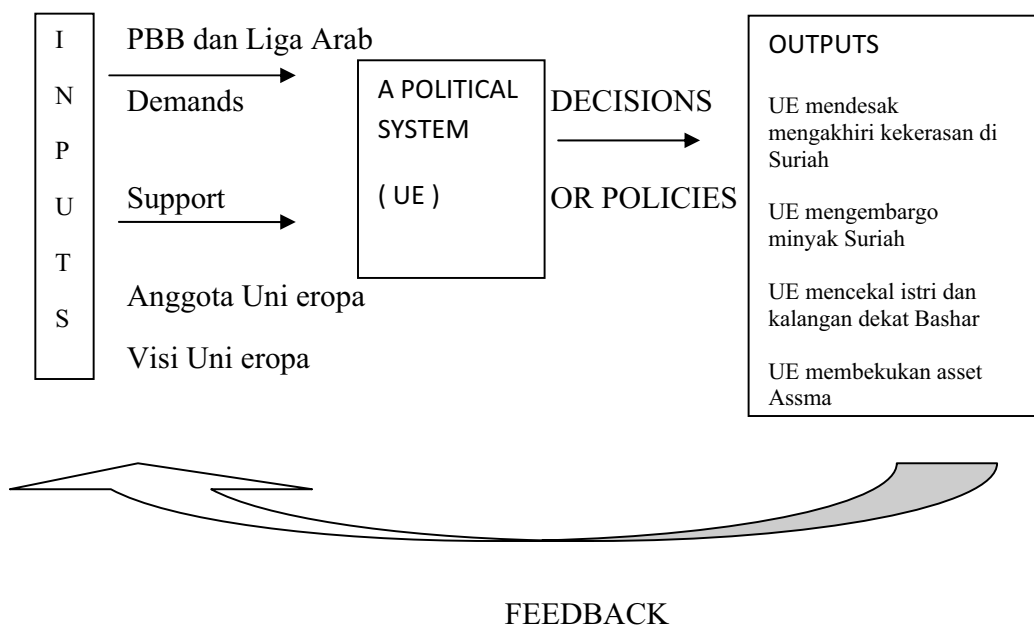 INPUTS
PBB dan Liga Arab
Demands
Support
Anggota Uni eropa
Visi Uni eropa
A POLITICAL
SYSTEM
( UE )
DECISIONS
OR POLICIES
OUTPUTS
UE mendesak
mengakhiri kekerasan di
Suriah
UE mengembargo
minyak Suriah
UE mencekal istri dan
kalangan dekat Bashar
UE membekukan asset
Assma
FEEDBACK